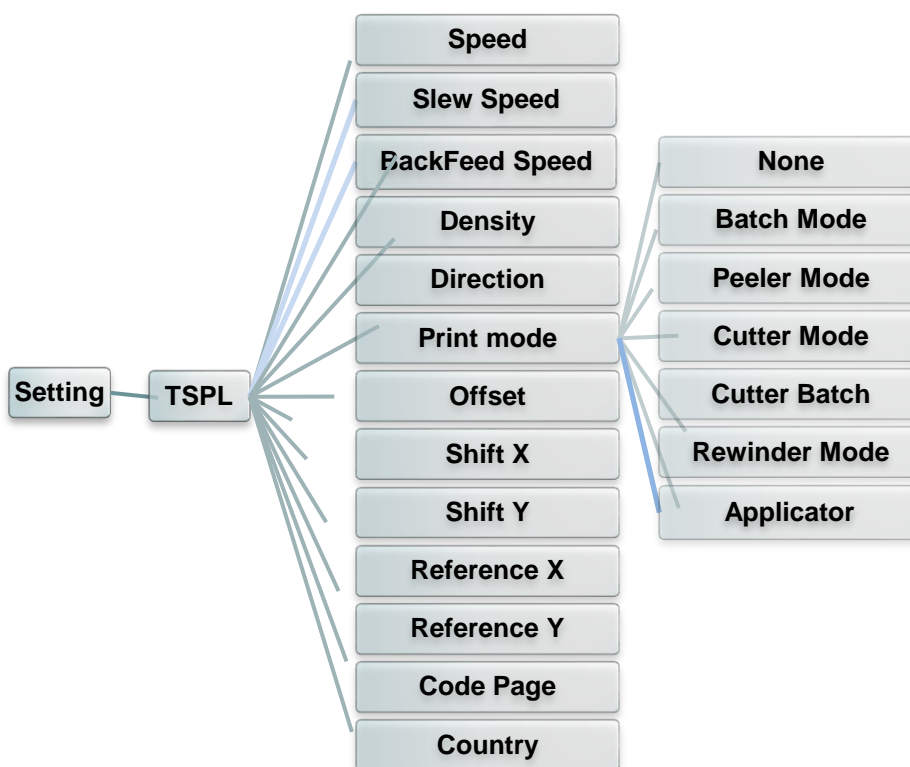 Setting
TSPL
Speed
Slew Speed
BackFeed Speed
Density
Direction
Print mode
Offset
Shift X
Shift Y
Reference X
Reference Y
Code Page
Country
None
Batch Mode
Peeler Mode
Cutter Mode
Cutter Batch
Rewinder Mode
Applicator